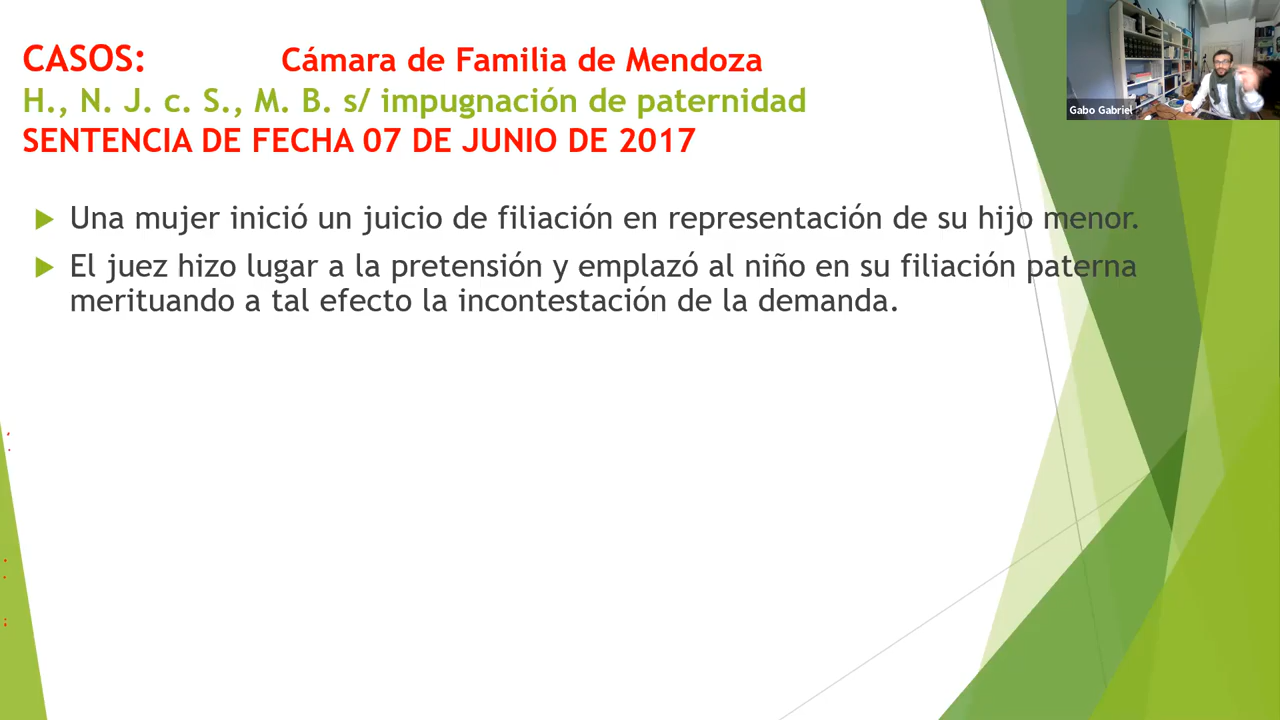 CASOS: Cámara de Familia de Mendoza
H., N. J. c. S., M. B. s/ impugnación de paternidad
SENTENCIA DE FECHA 07 DE JUNIO DE 2017
Una mujer inició un juicio de filiación en representación de su hijo menor.
El juez hizo lugar a la pretensión y emplazó al niño en su filiación paterna
merituando a tal efecto la incontestación de la demanda.
Gabo Gabriel